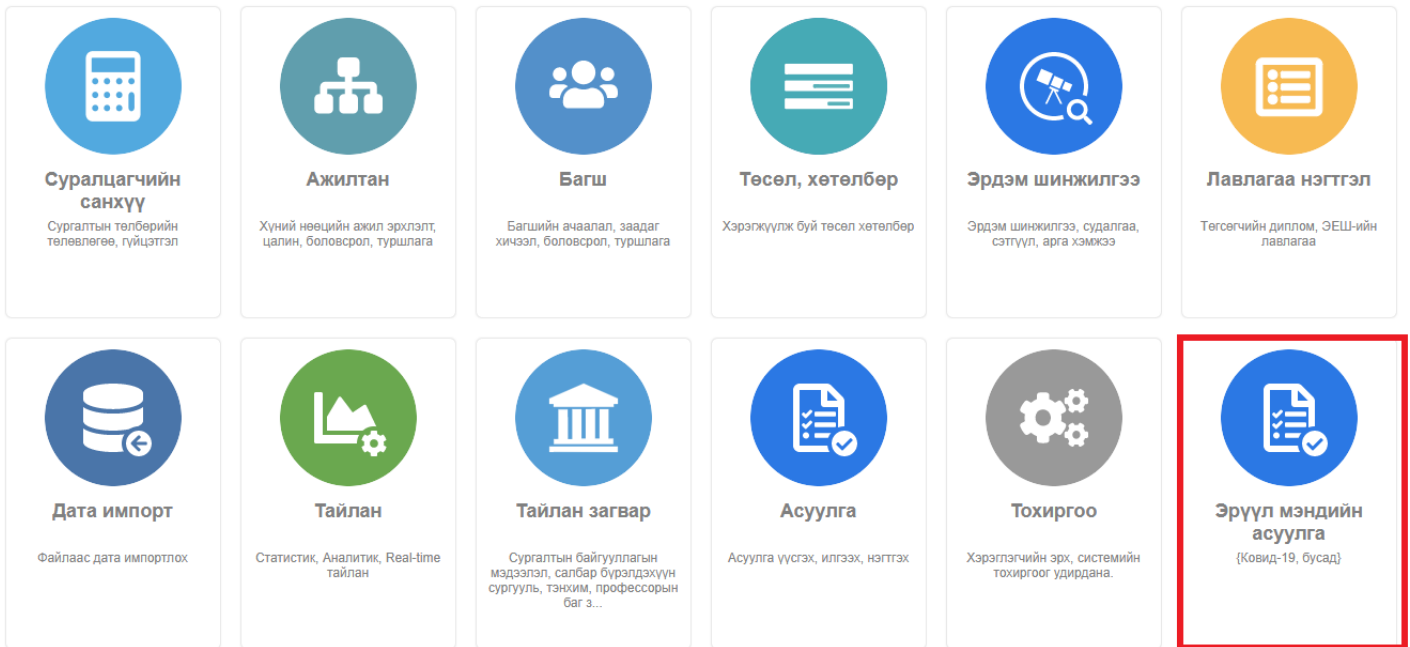 Суралцагчийн
санхүү
Сургалтын төлбөрийн
төлөвлөгөө, гүйцэтгэл
Ажилтан
Хүний нөөцийн ажил эрхлэлт,
цалин, боловсрол, туршлага
Багш
Багшийн ачаалал, заадаг
хичээл, боловсрол, туршлага
Төсөл, хөтөлбөр
Хэрэгжүүлж буй төсөл хөтөлбөр
Эрдэм шинжилгээ
Эрдэм шинжилгээ, судалгаа,
сэтгүүл, арга хэмжээ
Лавлагаа нэгтгэл
Төгсөгчийн диплом, ЭЕШ-ийн
лавлагаа
Дата импорт
Файлаас дата импортлох
Тайлан
Статистик, Аналитик, Real-time
тайлан
Тайлан загвар
Сургалтын байгууллагын
мэдээлэл, салбар бүрэлдэхүүн
сургууль, тэнхим, профессорын
баг з...
Асуулга
Асуулга үүсгэх, илгээх, нэгтгэх
Тохиргоо
Хэрэглэгчийн эрх, системийн
тохиргоог удирдана.
Эрүүл мэндийн
асуулга
{Ковид-19, бусад}